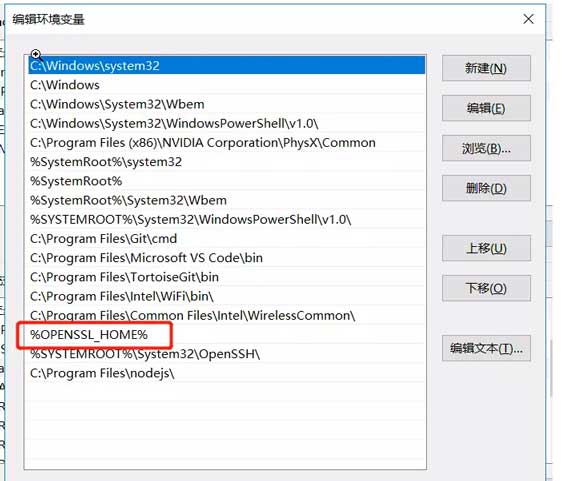 编辑环境变量
C:\Windows\system32
C:\Windows
C:\Windows\System32\Wbem
C:\Windows\System32\WindowsPowerShell\v1.0\
C:\Program Files (x86)\NVIDIA Corporation\PhysX\Common
%SystemRoot%\system32
%SystemRoot%
%SystemRoot%\System32\Wbem
%SYSTEMROOT%\System32\WindowsPowerShell\v1.0\
C:\Program Files\Git\cmd
C:\Program Files\Microsoft VS Code\bin
C:\Program Files\TortoiseGit\bin
C:\Program Files\Intel\WiFi\bin\
C:\Program Files\Common Files\Intel\WirelessCommon\
%OPENSSL_HOME%
%SYSTEMROOT%\System32\OpenSSH\
C:\Program Files\nodejs\
新建(N)
编辑(E)
浏览(B)...
删除(D)
上移(U)
下移(O)
编辑文本(T)...